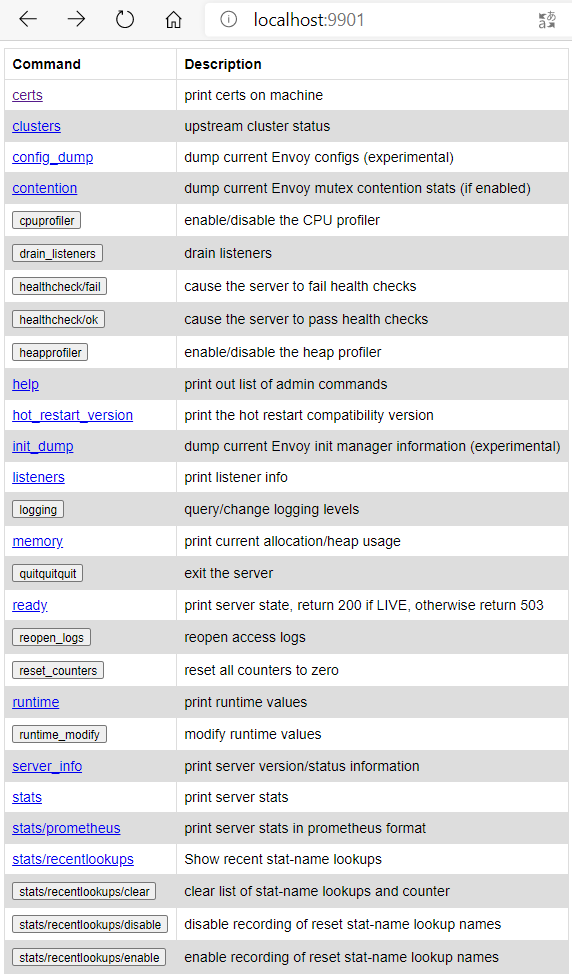 localhost:9901
Command Description
certs print certs on machine
clusters upstream cluster status
config_dump dump current Envoy configs (experimental)
contention dump current Envoy mutex contention stats (if enabled)
cpuprofiler enable/disable the CPU profiler
drain_listeners drain listeners
healthcheck/fail cause the server to fail health checks
healthcheck/ok cause the server to pass health checks
heapprofiler enable/disable the heap profiler
help print out list of admin commands
hot_restart_version print the hot restart compatibility version
init_dump dump current Envoy init manager information (experimental)
listeners print listener info
logging query/change logging levels
memory print current allocation/heap usage
quitquitquit exit the server
ready print server state, return 200 if LIVE, otherwise return 503
reopen_logs reopen access logs
reset_counters reset all counters to zero
runtime print runtime values
runtime_modify modify runtime values
server_info print server version/status information
stats print server stats
stats/prometheus print server stats in prometheus format
stats/recentlookups Show recent stat-name lookups
stats/recentlookups/clear clear list of stat-name lookups and counter
stats/recentlookups/disable disable recording of reset stat-name lookup names
stats/recentlookups/enable enable recording of reset stat-name lookup names